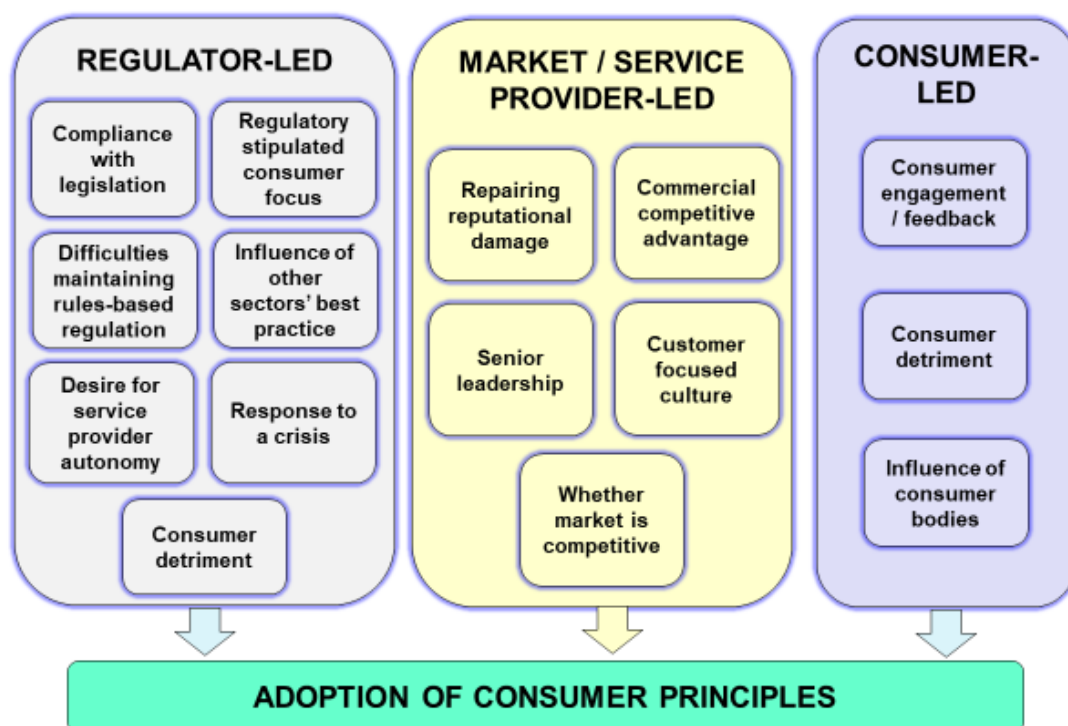 REGULATOR-LED
Compliance
with
legislation
Regulatory
stipulated
consumer
focus
Difficulties
maintaining
rules-based
regulation
Influence of
other
sectors’ best
practice
Desire for
service
provider
autonomy
Response to
a crisis
Consumer
detriment
MARKET / SERVICE
PROVIDER-LED
Repairing
reputational
damage
Commercial
competitive
advantage
Senior
leadership
Customer
focused
culture
Whether
market is
competitive
CONSUMER-
LED
Consumer
engagement
/ feedback
Consumer
detriment
Influence of
consumer
bodies
ADOPTION OF CONSUMER PRINCIPLES